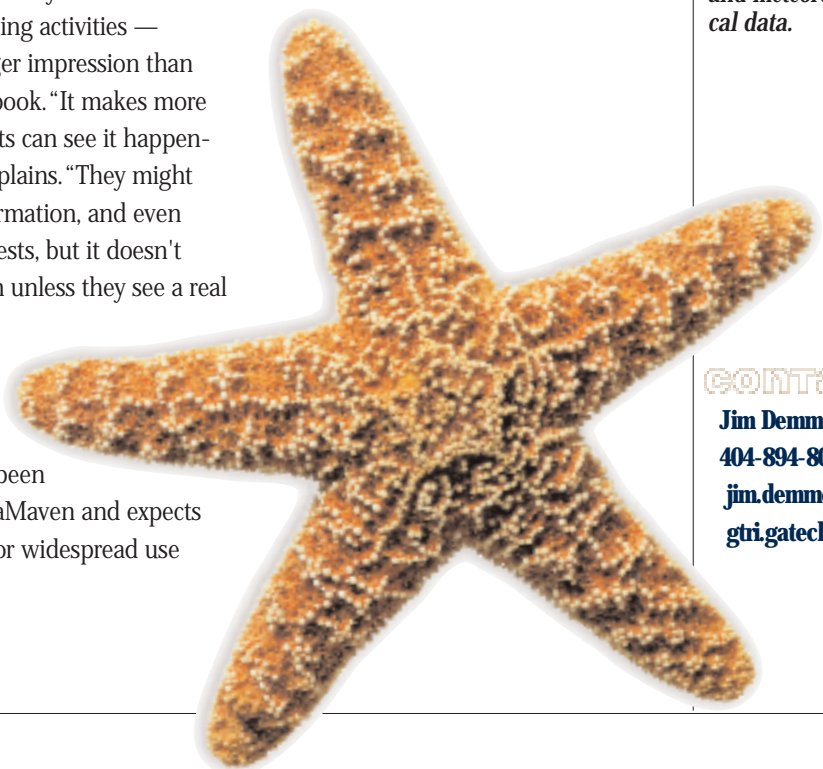 ing activities —
ger impression than
book. “It makes more
ts can see it happen-
plains. “They might
rmation, and even
ests, but it doesn't
n unless they see a real
been
aMaven and expects
or widespread use
cal data.
CONTA
Jim Demm
404-894-80
jim.demm
gtri.gatech